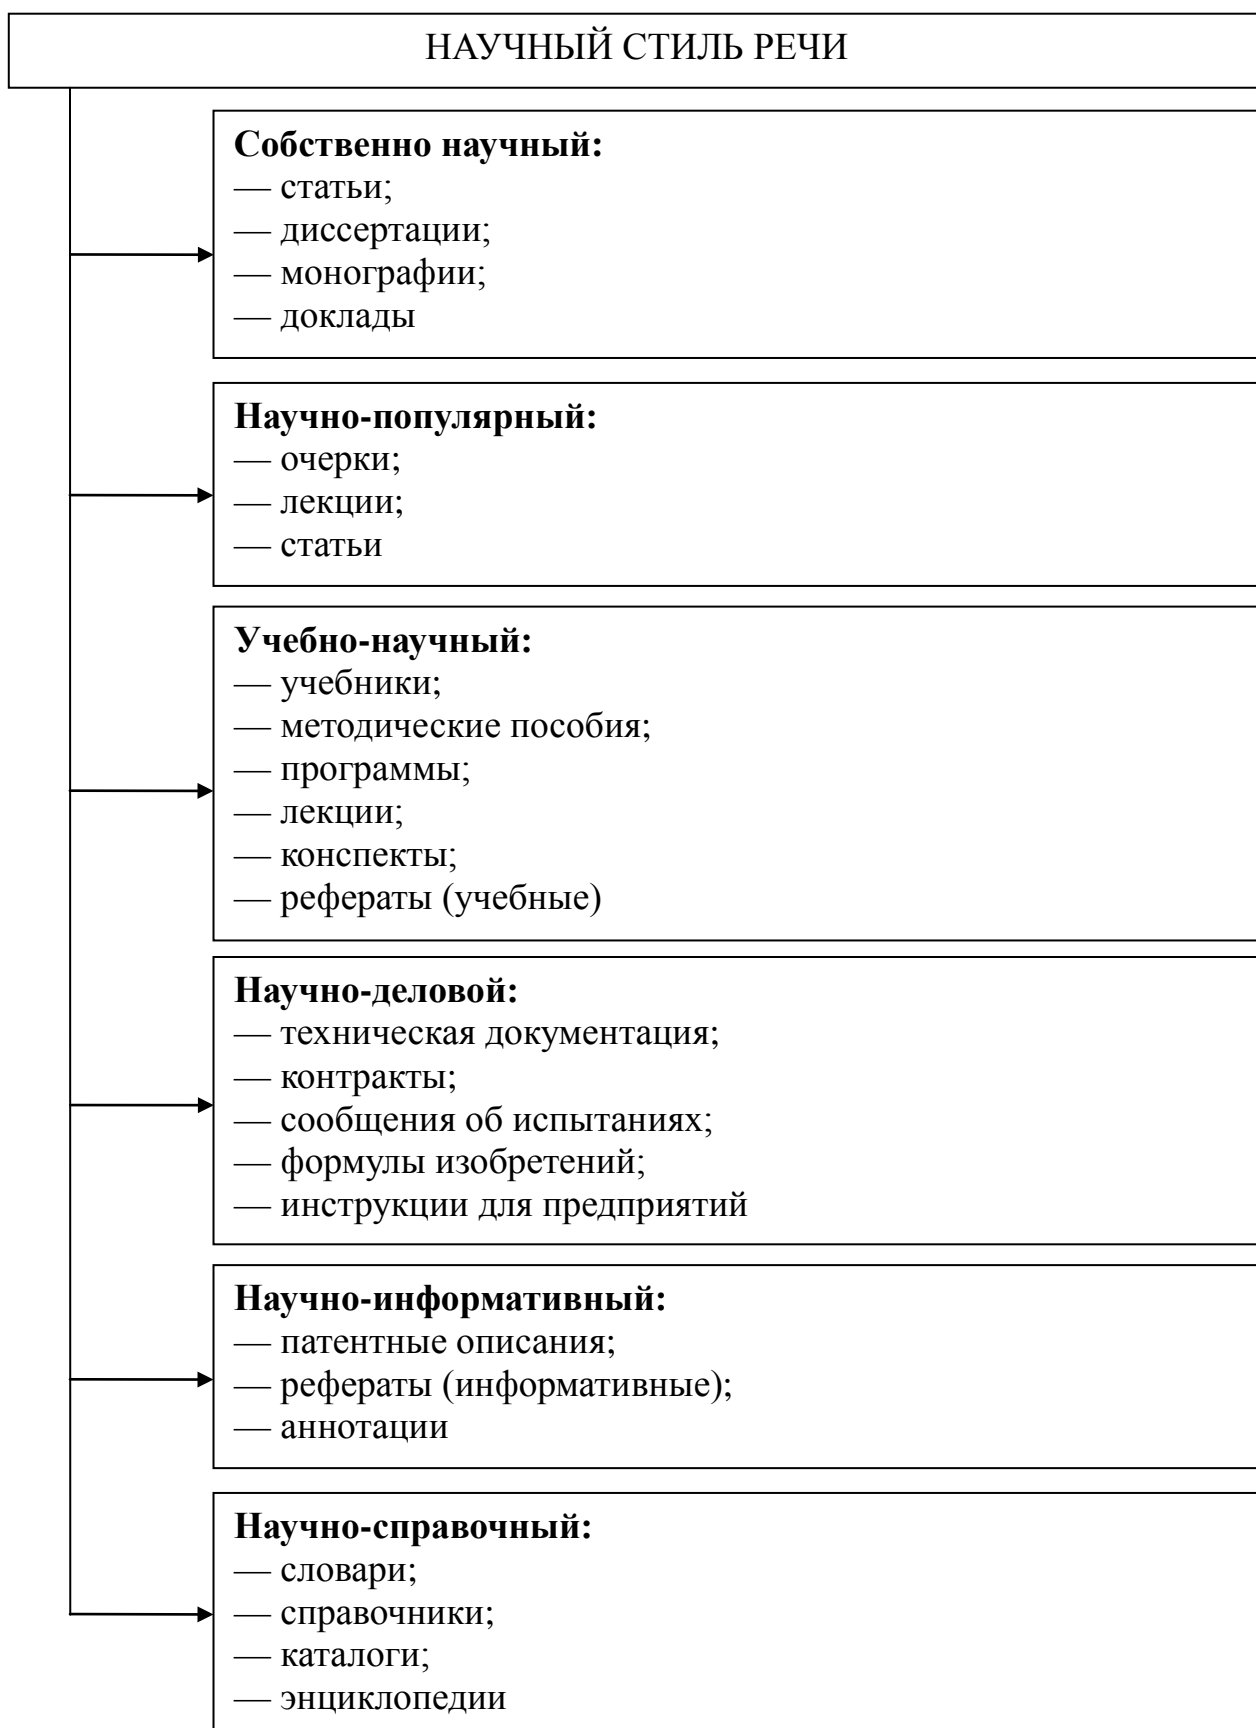 НАУЧНЫЙ СТИЛЬ РЕЧИ
Собственно научный:
— статьи;
— диссертации;
— монографии;
— доклады
Научно-популярный:
— очерки;
— лекции;
— статьи
Учебно-научный:
— учебники;
— методические пособия;
— программы;
— лекции;
— конспекты;
— рефераты (учебные)
Научно-деловой:
— техническая документация;
— контракты;
— сообщения об испытаниях;
— формулы изобретений;
— инструкции для предприятий
Научно-информативный:
— патентные описания;
— рефераты (информативные);
— аннотации
Научно-справочный:
— словари;
— справочники;
— каталоги;
— энциклопедии